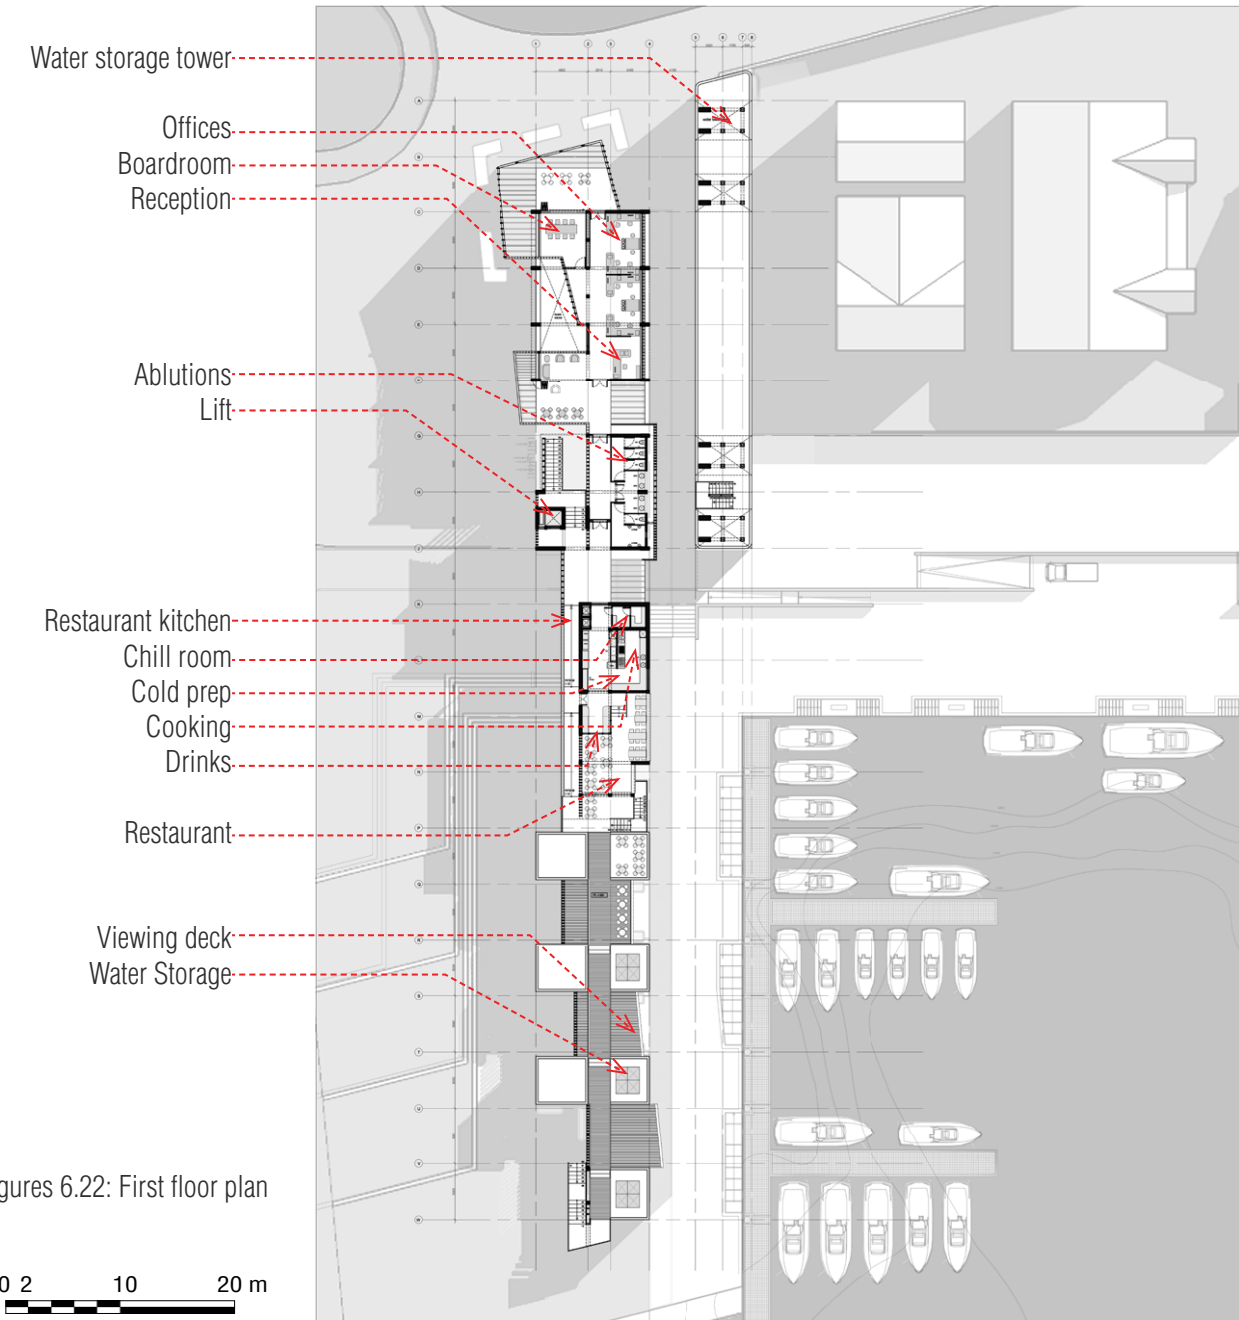 Water storage tower
Offices
Boardroom
Reception
Ablutions
Lift
Restaurant kitchen
Chill room
Cold prep
Cooking
Drinks
Restaurant
Viewing deck
Water Storage
gures 6.22: First floor plan
0 2 10 20 m